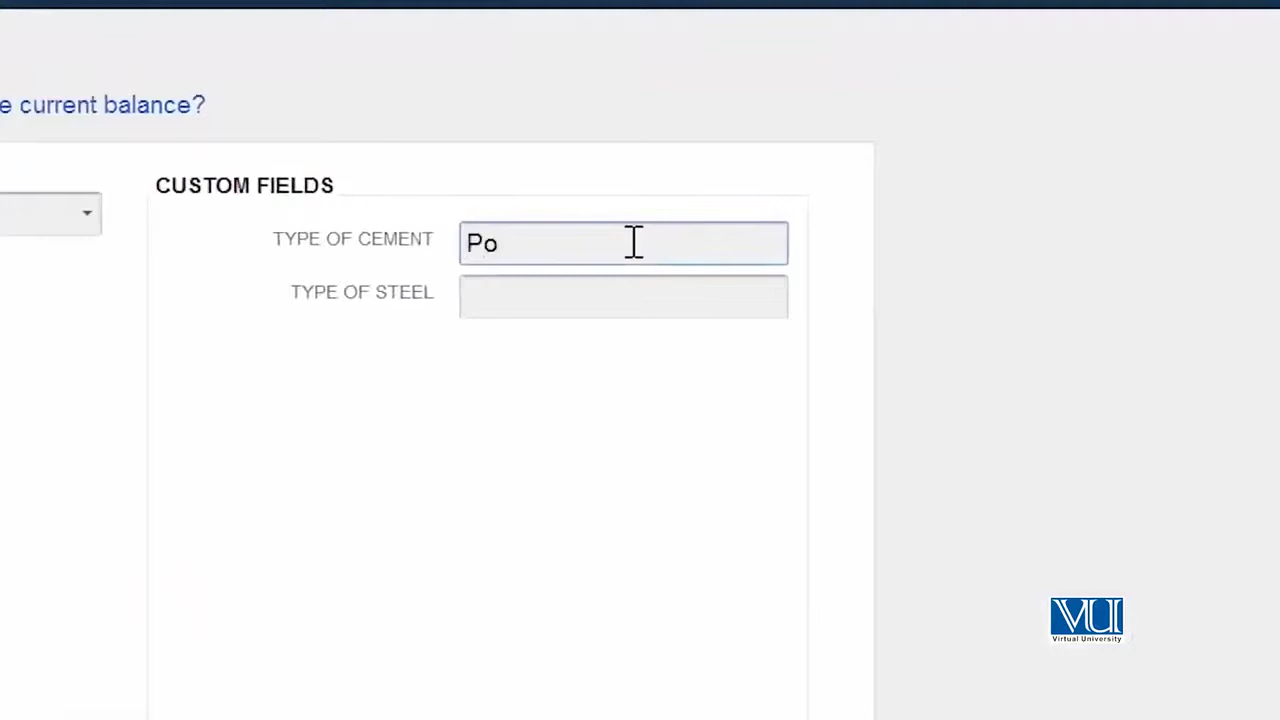 e current balance?
CUSTOM FIELDS
TYPE OF CEMENT Po
TYPE OF STEEL
VU
Virtual University